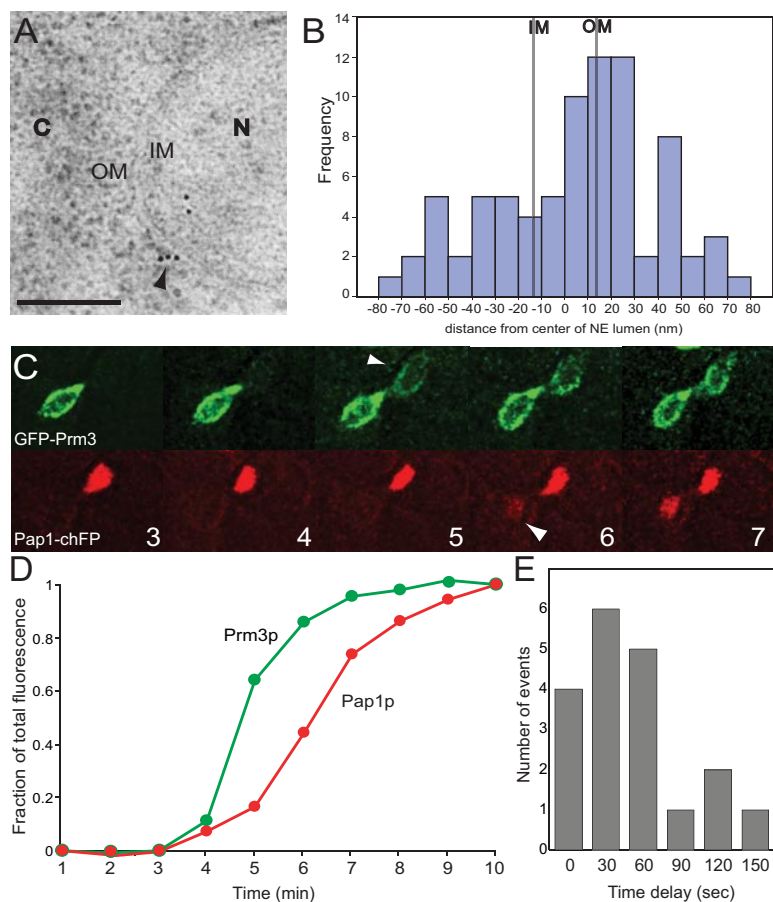 A
C
N
IM
OM
B
IM
OM
14
12
10
8
6
4
2
0
Frequency
-80 -70 -60 -50 -40 -30 -20 -10 0 10 20 30 40 50 60 70 80
distance from center of NE lumen (nm)
C
GFP-Prm3
Pap1-chFP
3 4 5 6 7
D
1
0.8
0.6
0.4
0.2
0
Fraction of total fluorescence
Prm3p
Pap1p
1 2 3 4 5 6 7 8 9 10
Time (min)
E
6
5
4
3
2
1
0
Number of events
0 30 60 90 120 150
Time delay (sec)